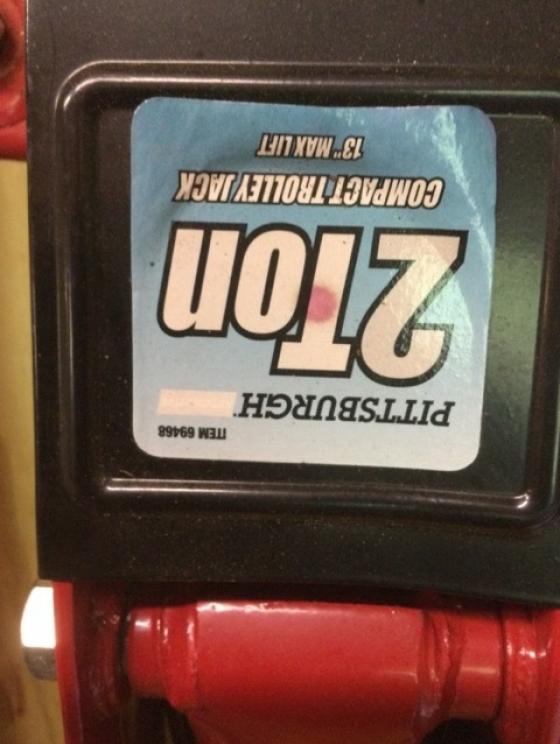 ITEM 69468
PITTSBURGH
2Ton
COMPACT TROLLEY JACK
13" MAX LIFT